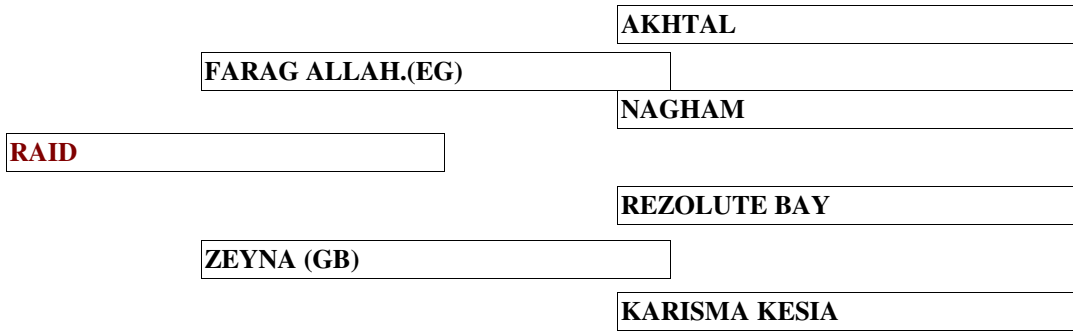 AKHTAL
FARAG ALLAH.(EG)
NAGHAM
RAID
REZOLUTE BAY
ZEYNA (GB)
KARISMA KESIA